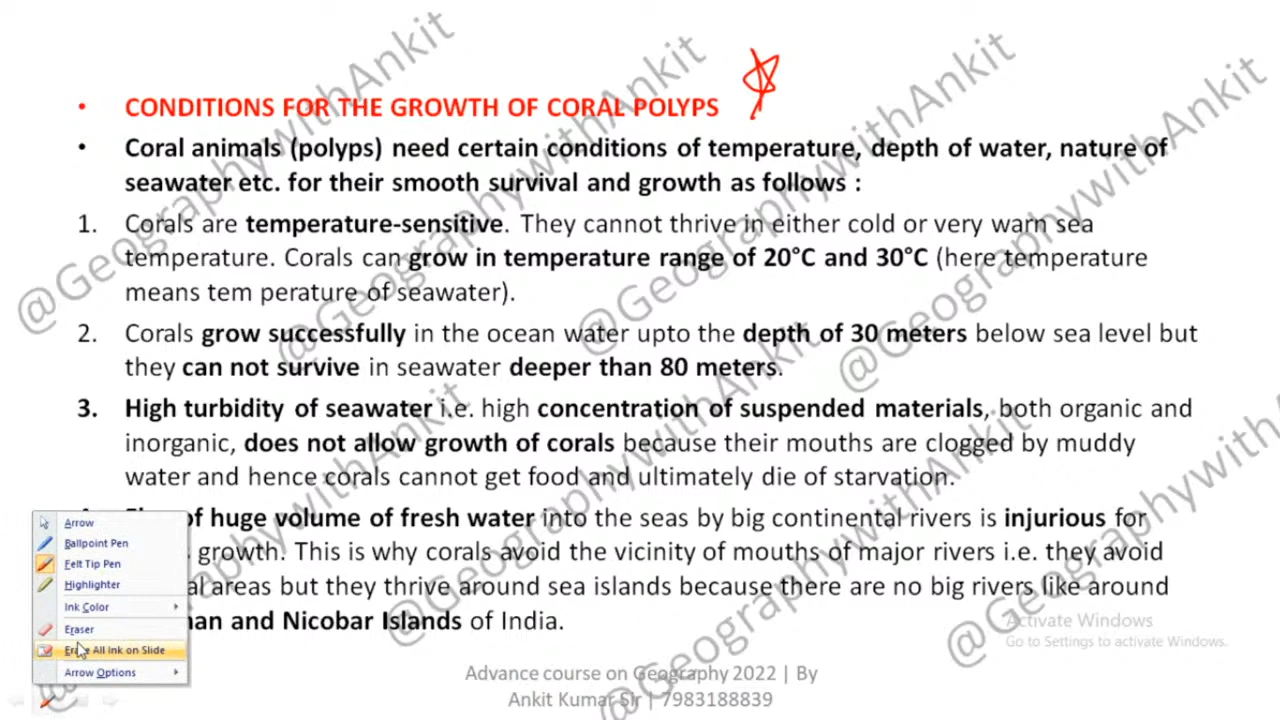 • CONDITIONS FOR THE GROWTH OF CORAL POLYPS
• Coral animals (polyps) need certain conditions of temperature, depth of water, nature of
seawater etc. for their smooth survival and growth as follows :
1. Corals are temperature-sensitive. They cannot thrive in either cold or very warm sea
temperature. Corals can grow in temperature range of 20°C and 30°C (here temperature
means tem perature of seawater).
2. Corals grow successfully in the ocean water upto the depth of 30 meters below sea level but
they can not survive in seawater deeper than 80 meters.
3. High turbidity of seawater i.e. high concentration of suspended materials, both organic and
inorganic, does not allow growth of corals because their mouths are clogged by muddy
water and hence corals cannot get food and ultimately die of starvation.
of huge volume of fresh water into the seas by big continental rivers is injurious for
growth. This is why corals avoid the vicinity of mouths of major rivers i.e. they avoid
areas but they thrive around sea islands because there are no big rivers like around
and Nicobar Islands of India.
Arrow
Ballpoint Pen
Felt Tip Pen
Highlighter
Ink Color
Eraser
Erase All Ink on Slide
Arrow Options
Activate Windows
Go to Settings to activate Windows.
Advance course on Geography 2022 | By
Ankit Kumar Sir | 7983188839
@GeographywithAnkit
@GeographywithAnkit
@GeographywithAnkit
@GeographywithAnkit
@GeographywithAnkit
@GeographywithAnkit
@GeographywithAnkit